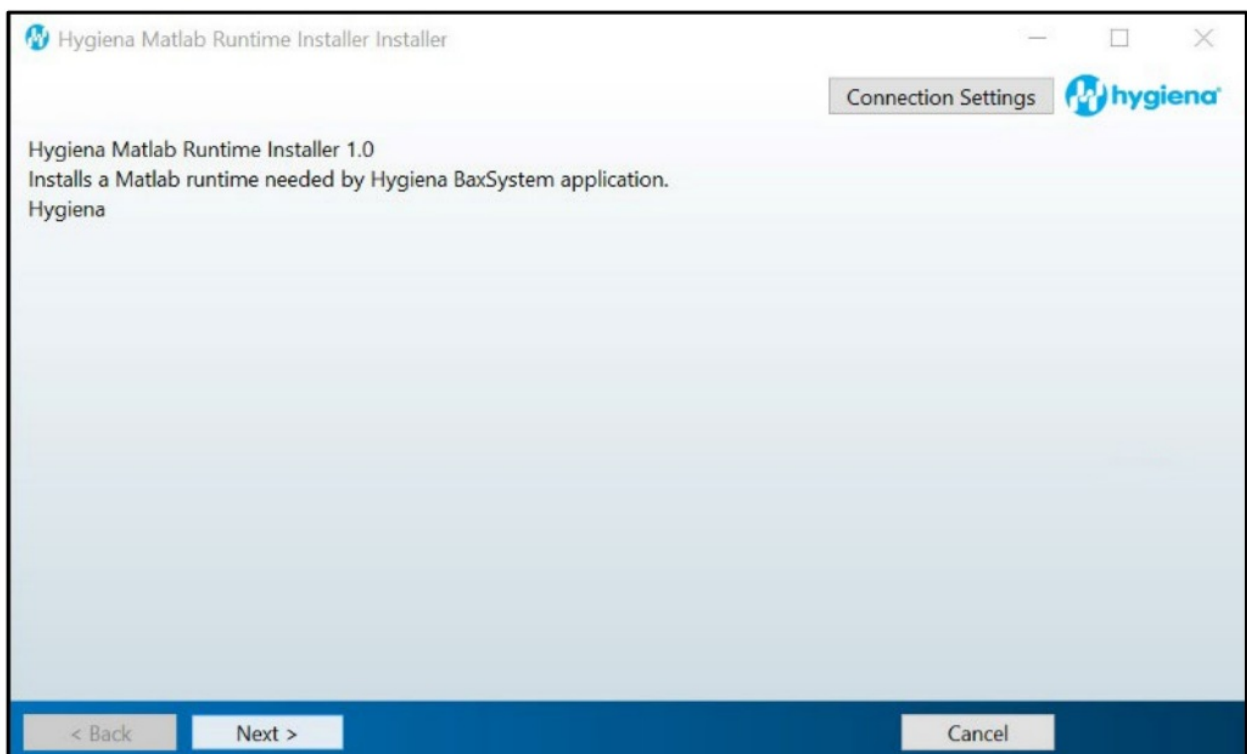 Hygiena Matlab Runtime Installer Installer
Connection Settings
hygiena
Hygiena Matlab Runtime Installer 1.0
Installs a Matlab runtime needed by Hygiena BaxSystem application.
Hygiena
< Back
Next >
Cancel